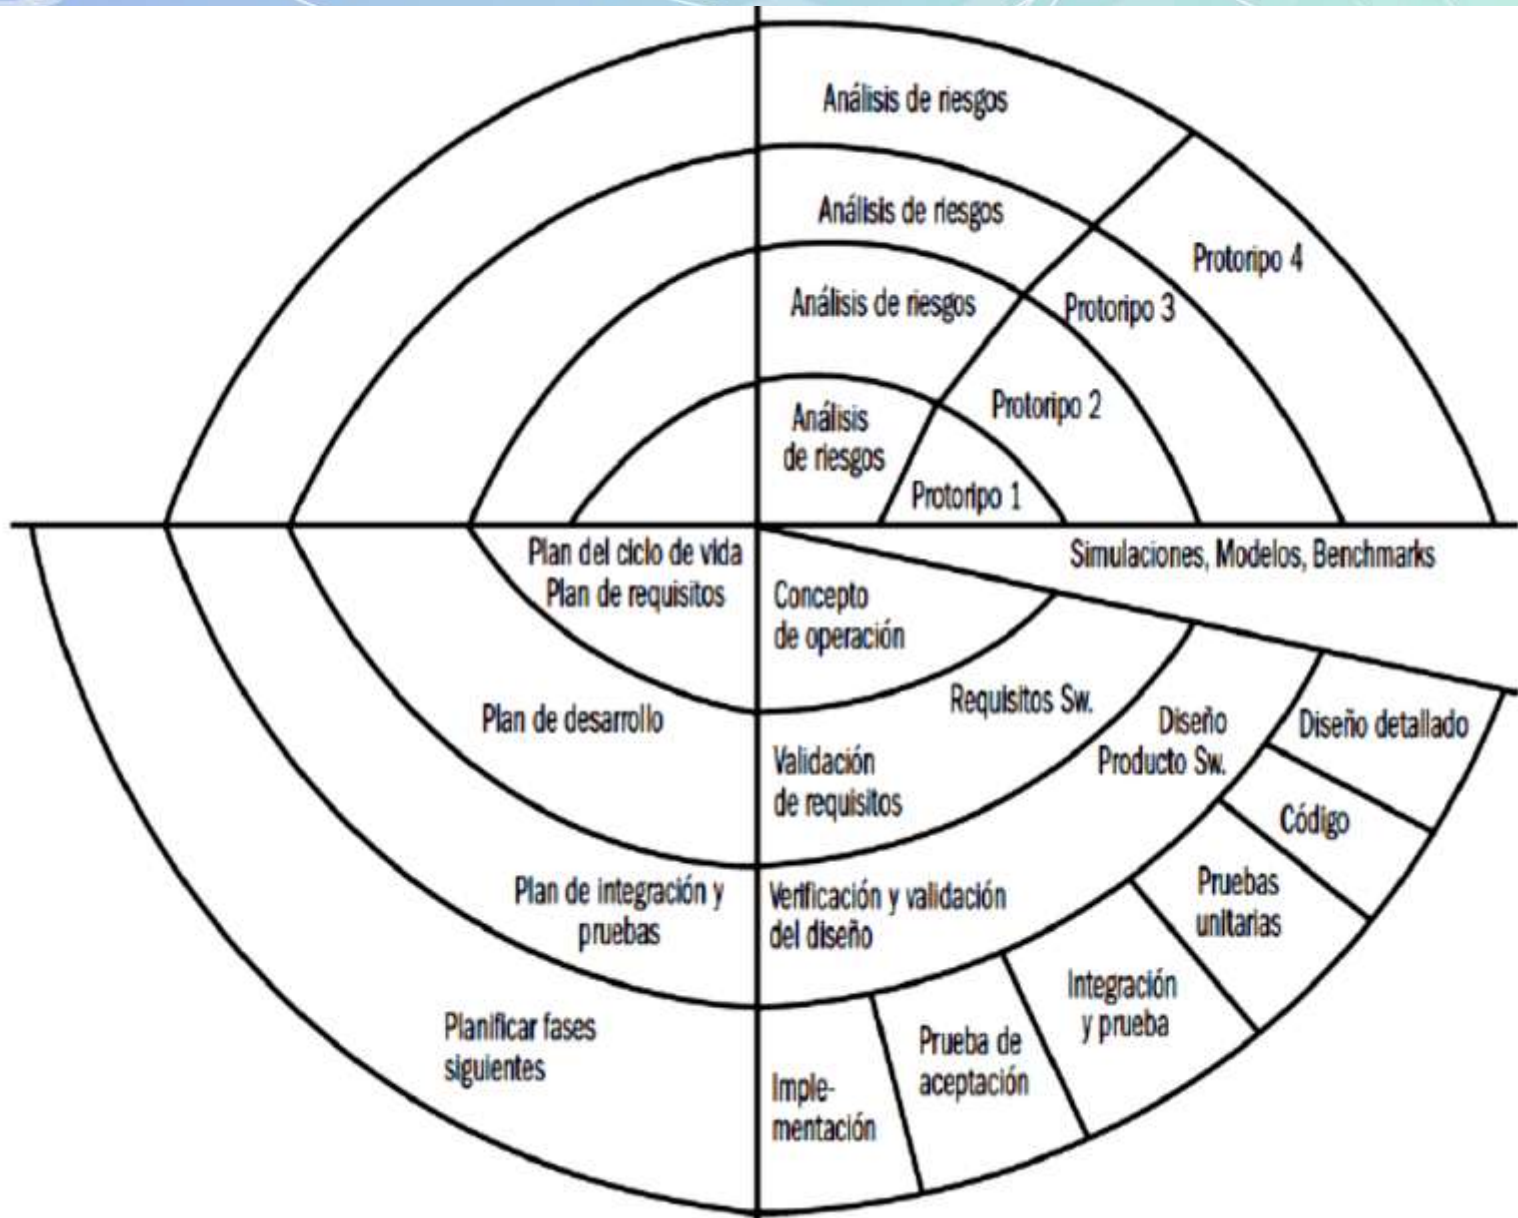 Análisis de riesgos
Análisis de riesgos
Protoripo 4
Análisis de riesgos
Protoripo 3
Análisis
de riesgos
Protoripo 2
Protoripo 1
Plan del ciclo de vida
Plan de requisitos
Concepto
de operación
Simulaciones, Modelos, Benchmarks
Plan de desarrollo
Requisitos Sw.
Validación
de requisitos
Diseño
Producto Sw.
Diseño detallado
Código
Plan de integración y
pruebas
Verificación y validación
del diseño
Pruebas
unitarias
Integración
y prueba
Planificar fases
siguientes
Prueba de
aceptación
Imple-
mentación